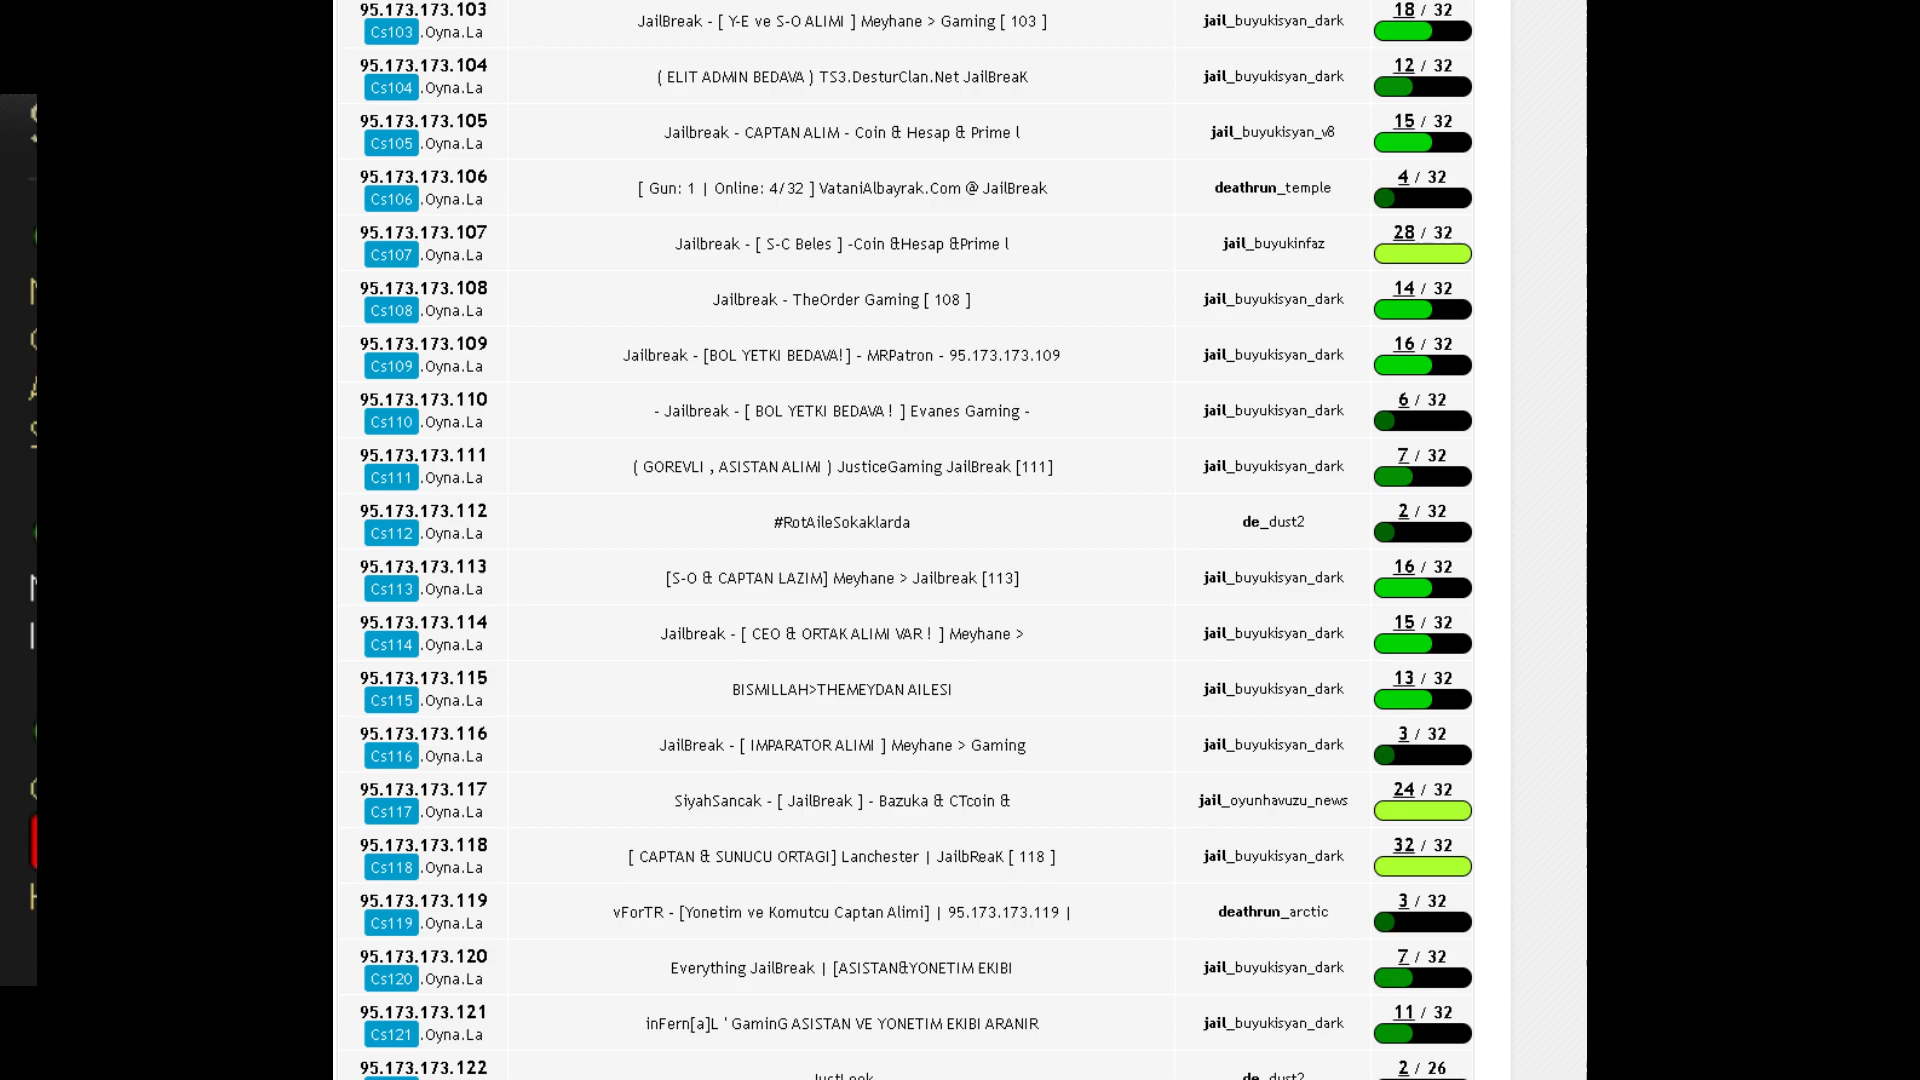 95.173.173.103
Cs103 .Oyna.La
JailBreak - [ Y-E ve S-O ALIMI ] Meyhane > Gaming [ 103 ]
jail_buyukisyan_dark
18 / 32
95.173.173.104
Cs104 .Oyna.La
( ELIT ADMIN BEDAVA ) TS3.DesturClan.Net JailBreaK
jail_buyukisyan_dark
12 / 32
95.173.173.105
Cs105 .Oyna.La
Jailbreak - CAPTAN ALIM - Coin & Hesap & Prime l
jail_buyukisyan_v8
15 / 32
95.173.173.106
Cs106 .Oyna.La
[ Gun: 1 | Online: 4/32 ] VataniAlbayrak.Com @ JailBreak
deathrun_temple
4 / 32
95.173.173.107
Cs107 .Oyna.La
Jailbreak - [ S-C Beles ] -Coin &Hesap &Prime l
jail_buyukinfaz
28 / 32
95.173.173.108
Cs108 .Oyna.La
Jailbreak - TheOrder Gaming [ 108 ]
jail_buyukisyan_dark
14 / 32
95.173.173.109
Cs109 .Oyna.La
Jailbreak - [BOL YETKI BEDAVA!] - MRPatron - 95.173.173.109
jail_buyukisyan_dark
16 / 32
95.173.173.110
Cs110 .Oyna.La
- Jailbreak - [ BOL YETKI BEDAVA ! ] Evanes Gaming -
jail_buyukisyan_dark
6 / 32
95.173.173.111
Cs111 .Oyna.La
( GOREVLI , ASISTAN ALIMI ) JusticeGaming JailBreak [111]
jail_buyukisyan_dark
7 / 32
95.173.173.112
Cs112 .Oyna.La
#RotAileSokaklarda
de_dust2
2 / 32
95.173.173.113
Cs113 .Oyna.La
[S-O & CAPTAN LAZIM] Meyhane > Jailbreak [113]
jail_buyukisyan_dark
16 / 32
95.173.173.114
Cs114 .Oyna.La
Jailbreak - [ CEO & ORTAK ALIMI VAR ! ] Meyhane >
jail_buyukisyan_dark
15 / 32
95.173.173.115
Cs115 .Oyna.La
BISMILLAH>THEMEYDAN AILESI
jail_buyukisyan_dark
13 / 32
95.173.173.116
Cs116 .Oyna.La
JailBreak - [ IMPARATOR ALIMI ] Meyhane > Gaming
jail_buyukisyan_dark
3 / 32
95.173.173.117
Cs117 .Oyna.La
SiyahSancak - [ JailBreak ] - Bazuka & CTcoin &
jail_oyunhavuzu_news
24 / 32
95.173.173.118
Cs118 .Oyna.La
[ CAPTAN & SUNUCU ORTAGI] Lanchester | JailbReaK [ 118 ]
jail_buyukisyan_dark
32 / 32
95.173.173.119
Cs119 .Oyna.La
vForTR - [Yonetim ve Komutcu Captan Alimi] | 95.173.173.119 |
deathrun_arctic
3 / 32
95.173.173.120
Cs120 .Oyna.La
Everything JailBreak | [ASISTAN&YONETIM EKIBI
jail_buyukisyan_dark
7 / 32
95.173.173.121
Cs121 .Oyna.La
inFern[a]L ' GaminG ASISTAN VE YONETIM EKIBI ARANIR
jail_buyukisyan_dark
11 / 32
95.173.173.122
JustLook
de_dust2
2 / 26